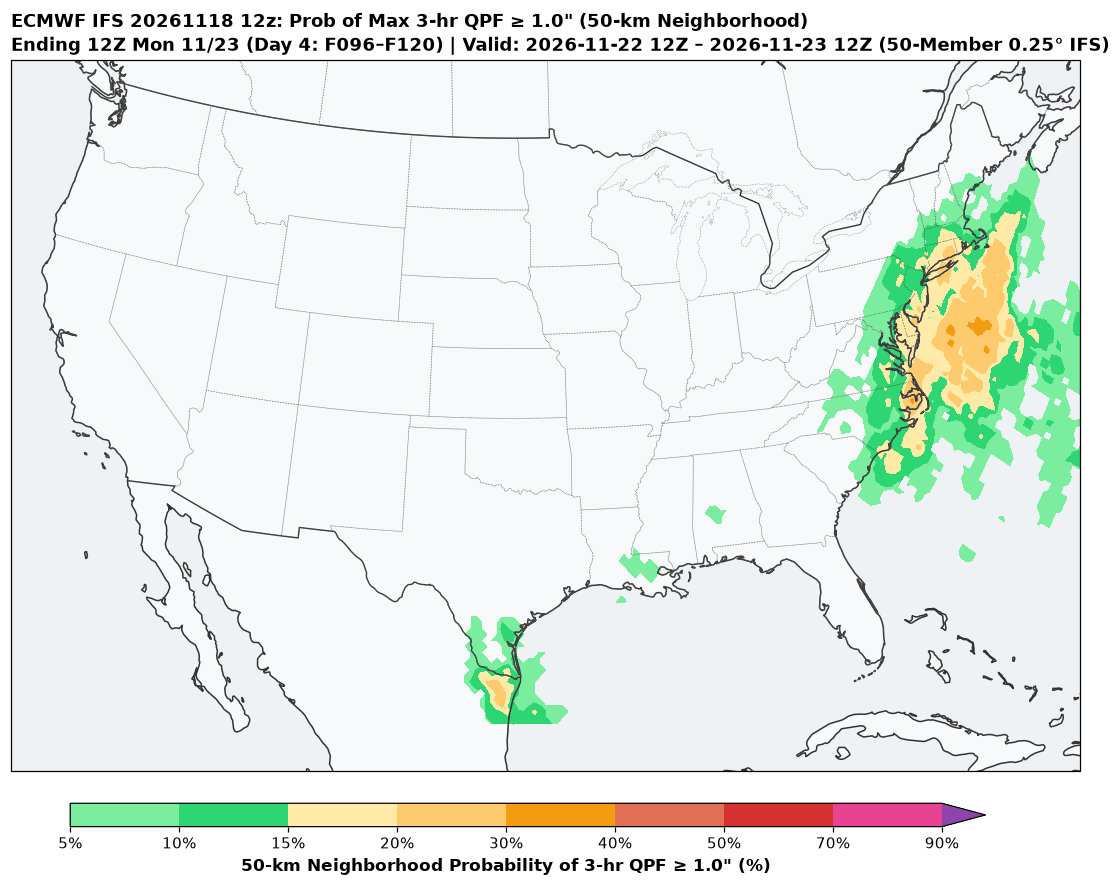 ECMWF IFS 20261118 12z: Prob of Max 3-hr QPF ≥ 1.0" (50-km Neighborhood)
Ending 12Z Mon 11/23 (Day 4: F096–F120) | Valid: 2026-11-22 12Z – 2026-11-23 12Z (50-Member 0.25° IFS)
5% 10% 15% 20% 30% 40% 50% 70% 90%
50-km Neighborhood Probability of 3-hr QPF ≥ 1.0" (%)